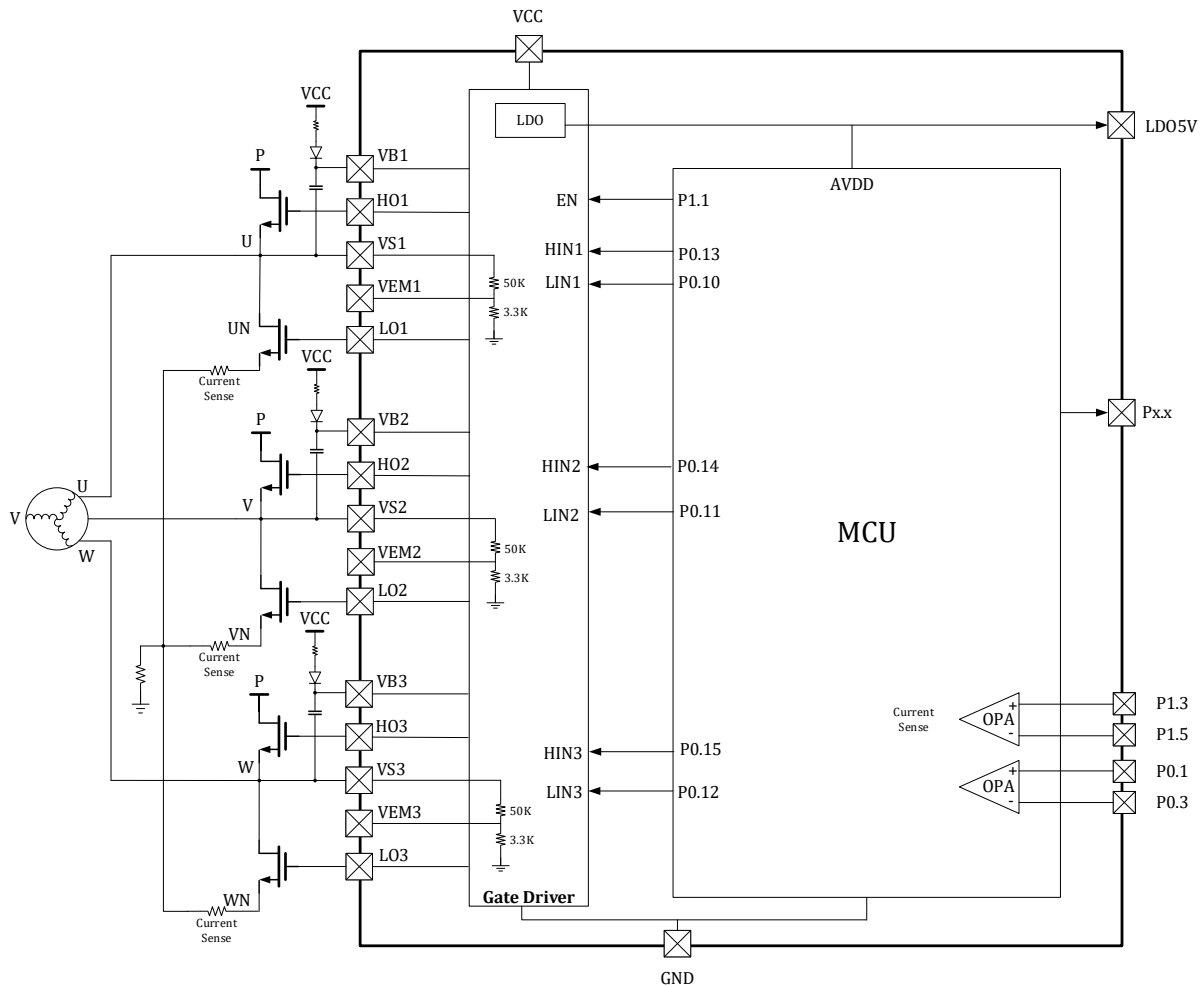 VCC
VCC
LDO
LDO5V
P
VB1
AVDD
HO1
EN
P1.1
U
VS1
HIN1
P0.13
50K
LIN1
P0.10
VEM1
3.3K
UN
LO1
VCC
Current
Sense
P
VB2
Px.x
HO2
HIN2
P0.14
U
V
VS2
LIN2
P0.11
V
MCU
50K
W
VEM2
3.3K
LO2
VCC
VN
Current
Sense
P
VB3
P1.3
Current
Sense
OPA
+
-
P1.5
HO3
W
HIN3
P0.15
VS3
P0.1
OPA
+
-
LIN3
P0.12
P0.3
50K
VEM3
3.3K
LO3
WN
Gate Driver
Current
Sense
GND